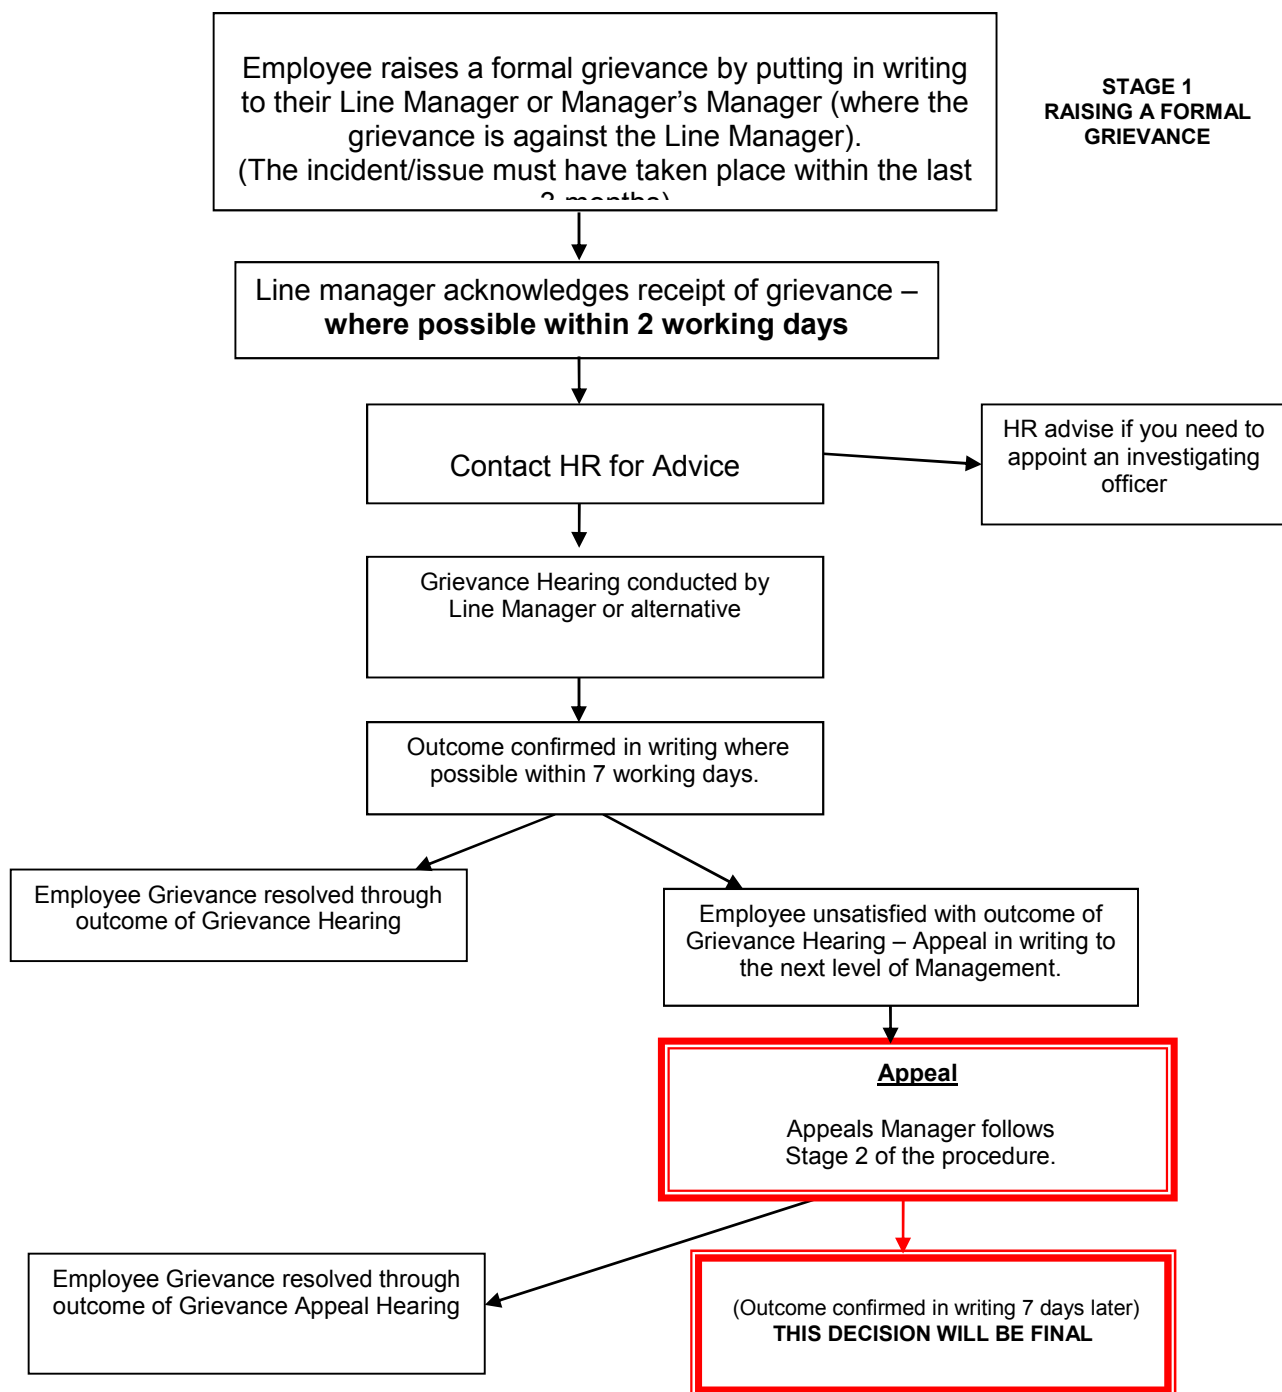 Employee raises a formal grievance by putting in writing
to their Line Manager or Manager’s Manager (where the
grievance is against the Line Manager).
(The incident/issue must have taken place within the last
months)
STAGE 1
RAISING A FORMAL
GRIEVANCE
Line manager acknowledges receipt of grievance –
where possible within 2 working days
Contact HR for Advice
HR advise if you need to
appoint an investigating
officer
Grievance Hearing conducted by
Line Manager or alternative
Outcome confirmed in writing where
possible within 7 working days.
Employee Grievance resolved through
outcome of Grievance Hearing
Employee unsatisfied with outcome of
Grievance Hearing – Appeal in writing to
the next level of Management.
Appeal
Appeals Manager follows
Stage 2 of the procedure.
Employee Grievance resolved through
outcome of Grievance Appeal Hearing
(Outcome confirmed in writing 7 days later)
THIS DECISION WILL BE FINAL